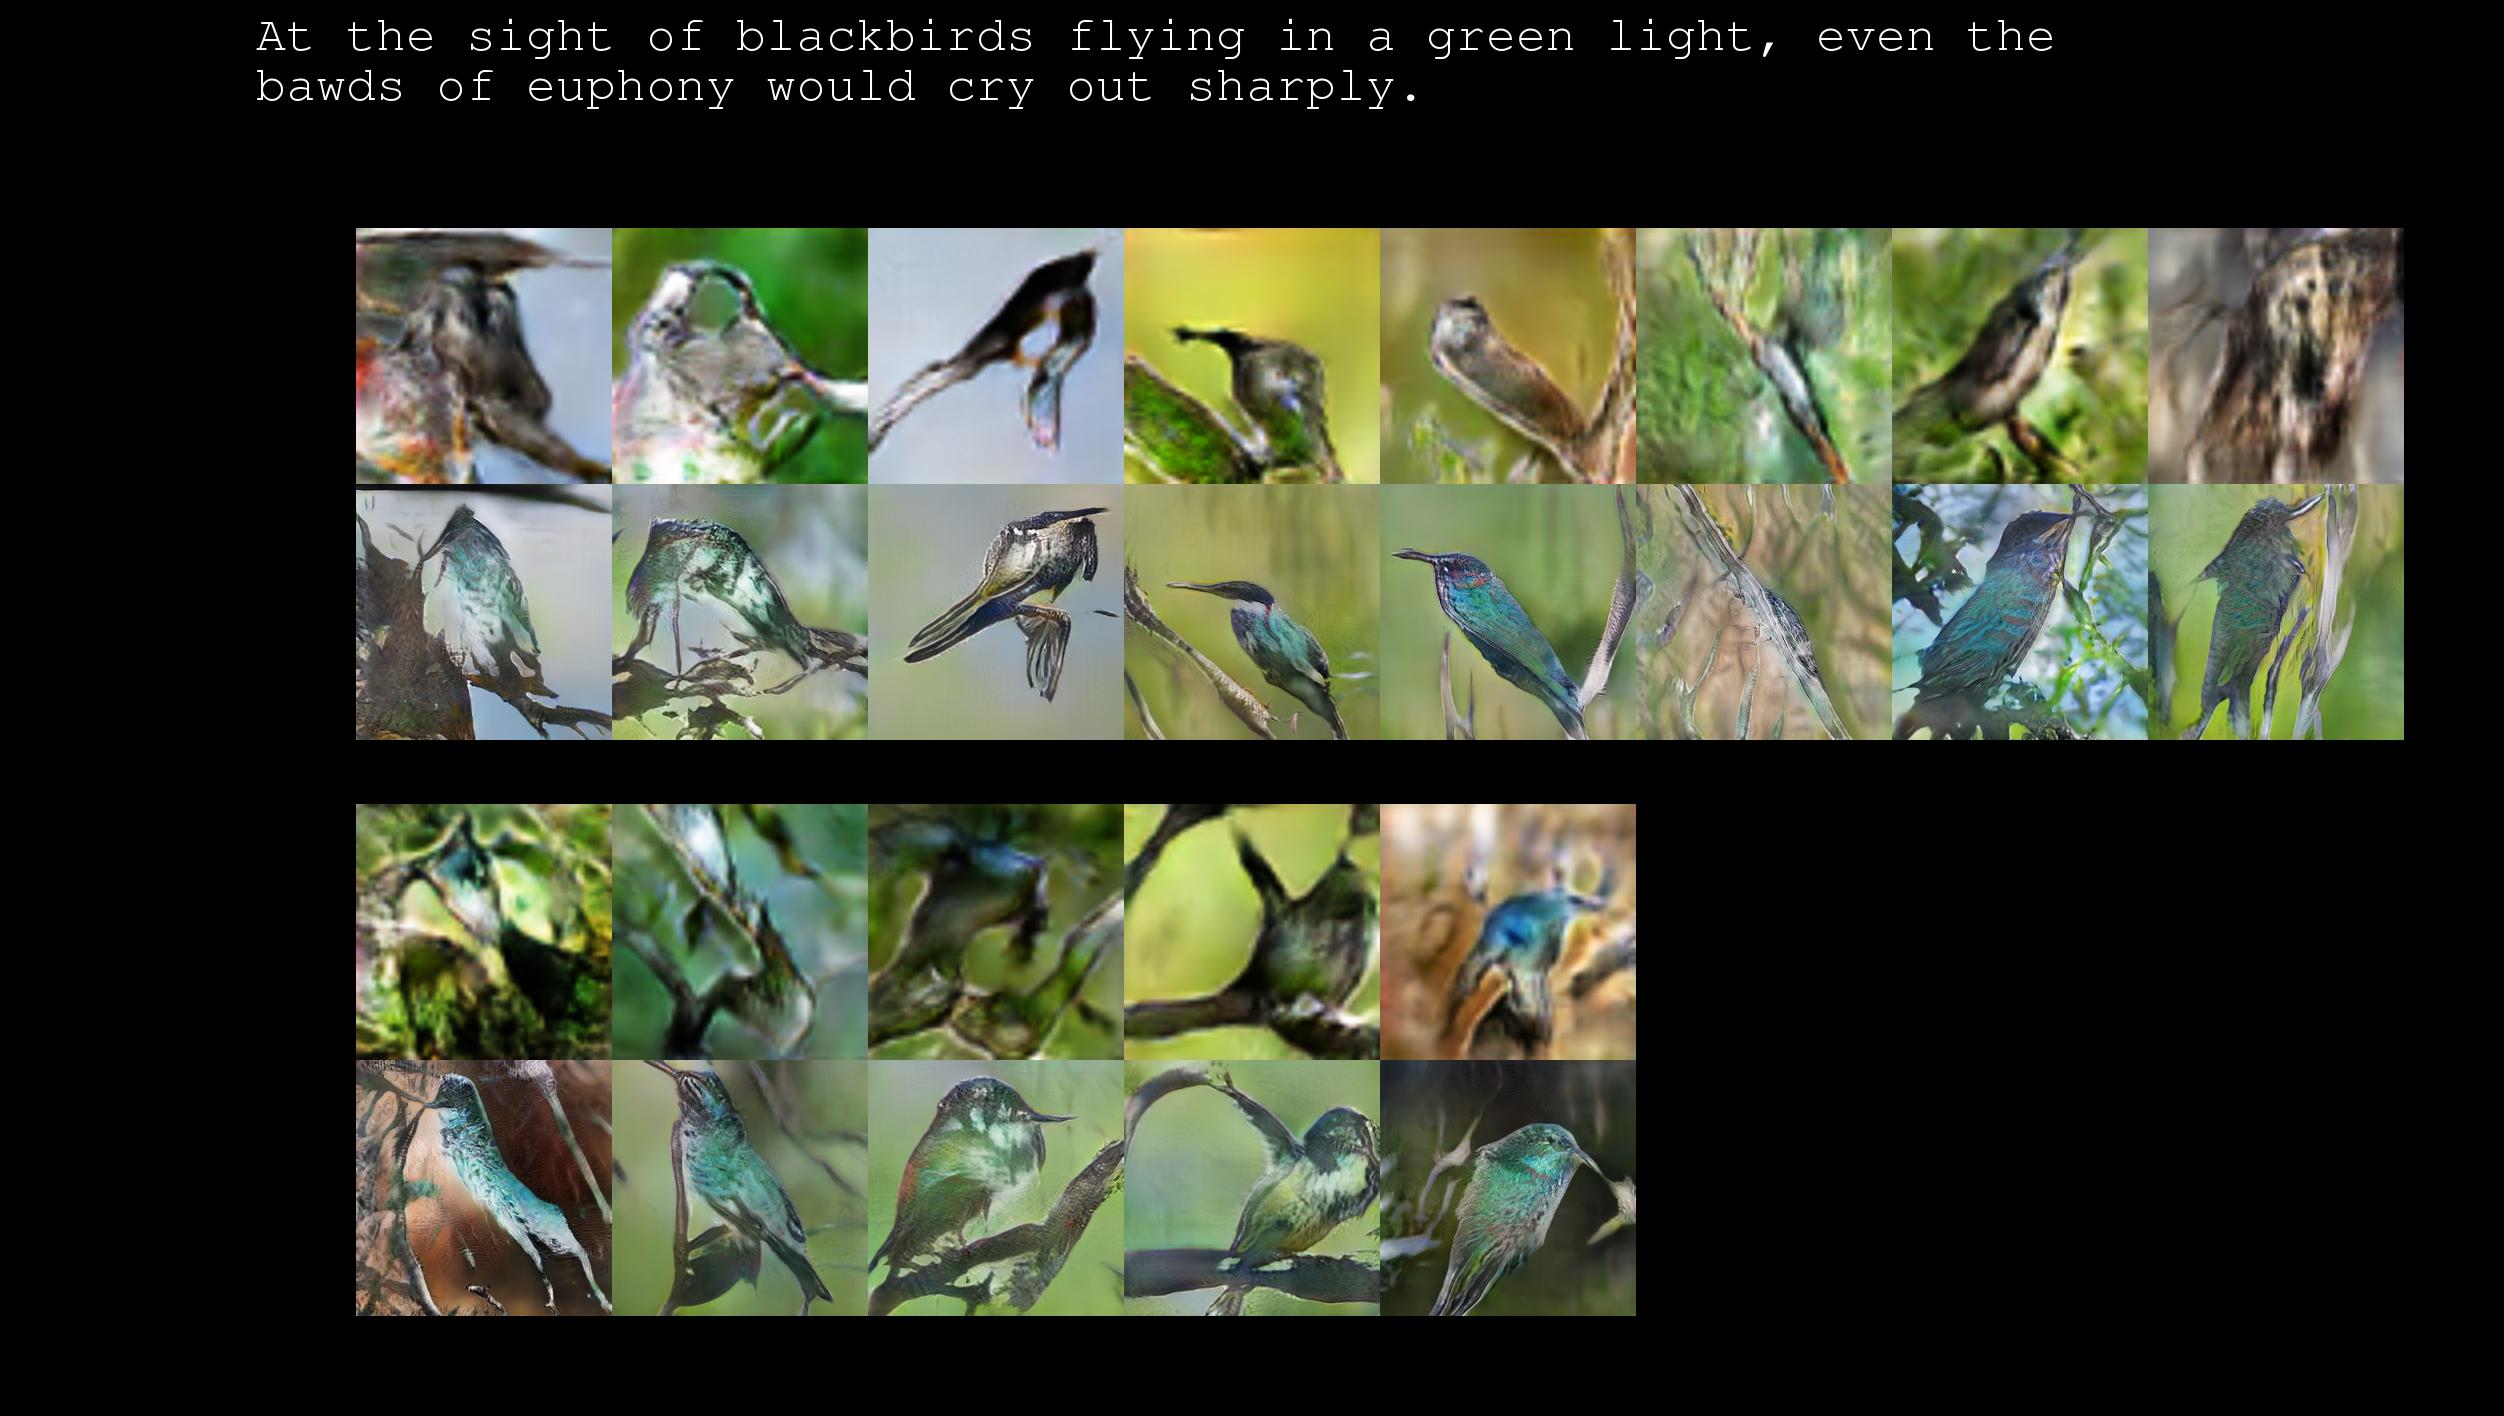 At the sight of blackbirds flying in a green light, even the
bawds of euphony would cry out sharply.